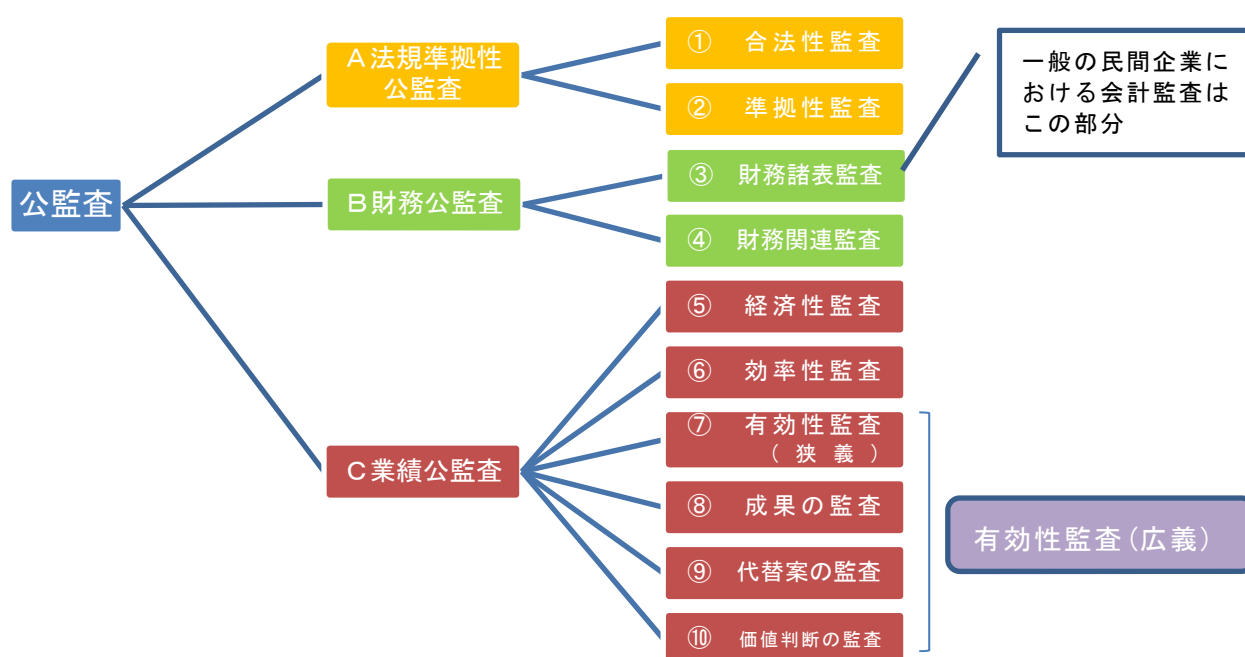 公監査
A法規準拠性
公監査
① 合法性監査
② 準拠性監査
一般の民間企業に
おける会計監査は
この部分
B財務公監査
③ 財務諸表監査
④ 財務関連監査
C業績公監査
⑤ 経済性監査
⑥ 効率性監査
⑦ 有効性監査
(狭義)
⑧ 成果の監査
⑨ 代替案の監査
⑩ 価値判断の監査
有効性監査(広義)